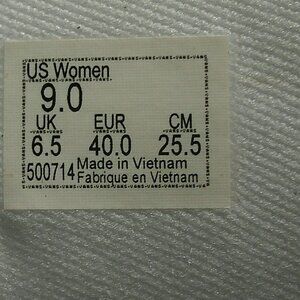 US Women
9.0
UK EUR CM
6.5 40.0 25.5
500714 Made in Vietnam
Fabrique en Vietnam